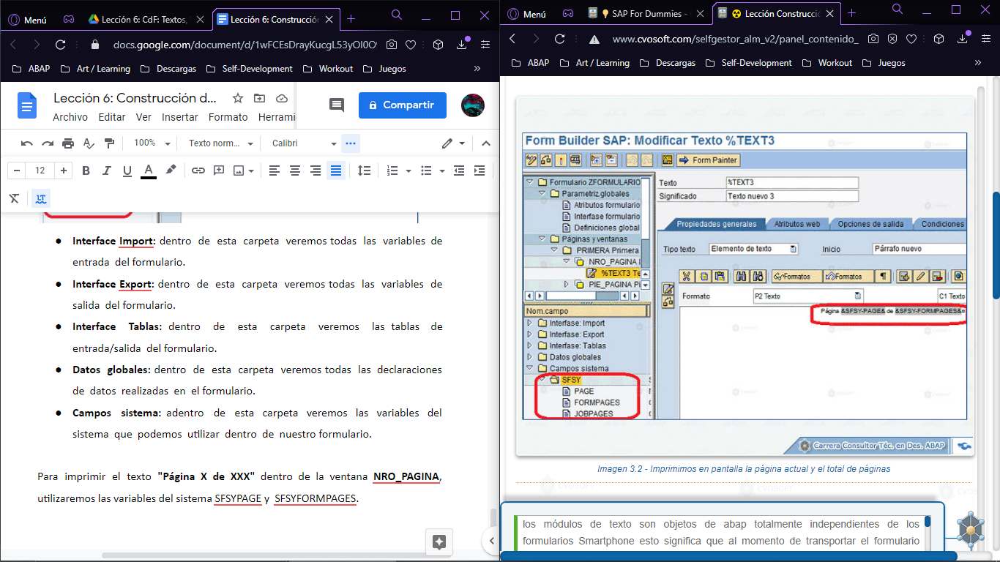 Menú
Lección 6: CdF: Textos,
Lección 6: Construcción
docs.google.com/document/d/1wFCEsDrayKucgL53yOI0O
ABAP
Art / Learning
Descargas
Self-Development
Workout
Juegos
»
Lección 6: Construcción d...
Archivo Editar Ver Insertar Formato Herrami
Compartir
100% Texto norm... Calibri
12 B I U A
● Interface Import: dentro de esta carpeta veremos todas las variables de
entrada del formulario.
● Interface Export: dentro de esta carpeta veremos todas las variables de
salida del formulario.
● Interface Tablas: dentro de esta carpeta veremos las tablas de
entrada/salida del formulario.
● Datos globales: dentro de esta carpeta veremos todas las declaraciones
de datos realizadas en el formulario.
● Campos sistema: adentro de esta carpeta veremos las variables del
sistema que podemos utilizar dentro de nuestro formulario.
Para imprimir el texto "Página X de XXX" dentro de la ventana NRO_PAGINA,
utilizaremos las variables del sistema SFSYPAGE y SFSYFORMPAGES.
Menú
SAP For Dummies -
Lección Construcci
www.cvosoft.com/selfgestor_alm_v2/panel_contenido_
ABAP
Art / Learning
Descargas
Self-Development
Workout
Juegos
»
Form Builder SAP: Modificar Texto %TEXT3
Form Painter
Formulario ZFORMULARIO
Parametriz.globales
Atributos formulario
Interfase formulario
Definiciones global
Páginas y ventanas
PRIMERA Primera
NRO_PAGINA
%TEXT3 Te
PIE_PAGINA
Nom.campo
Interfase: Import
Interfase: Export
Interfase: Tablas
Datos globales
Campos sistema
SFSY
PAGE
FORMPAGES
JOBPAGES
Texto %TEXT3
Significado Texto nuevo 3
Propiedades generales Atributos web Opciones de salida Condiciones
Tipo texto Elemento de texto Inicio Párrafo nuevo
Formatos Formatos
Formato P2 Texto C1 Texto
Página &SFSY-PAGE& de &SFSY-FORMPAGES&
Carrera Consultor Téc. en Des. ABAP
Imagen 3.2 - Imprimimos en pantalla la página actual y el total de páginas
los módulos de texto son objetos de abap totalmente independientes de los
formularios Smartphone esto significa que al momento de transportar el formulario